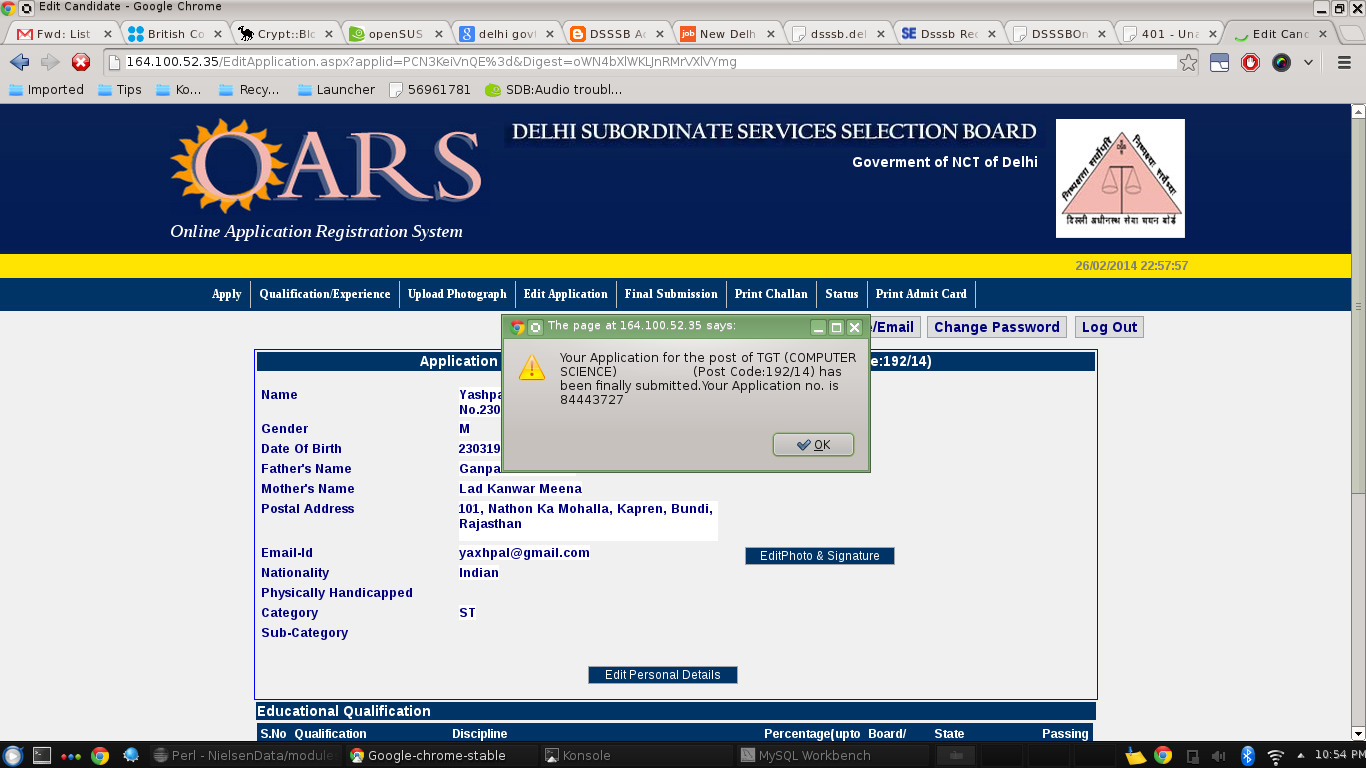 Edit Candidate - Google Chrome
Fwd: List
British Co
Crypt::Blo
openSUS
delhi govt
DSSSB A
New Delh
dsssb.del
Dsssb Rec
DSSSBOn
401 - Una
Edit Canc
164.100.52.35/EditApplication.aspx?applid=PCN3KeiVnQE%3d&Digest=oWN4bXlWKLJnRMrVXlVYmg
Imported
Tips
Ko...
Recy...
Launcher
56961781
SDB:Audio troubl...
OARS
Online Application Registration System
DELHI SUBORDINATE SERVICES SELECTION BOARD
Goverment of NCT of Delhi
दिल्ली अधीनस्थ सेवा चयन बोर्ड
26/02/2014 22:57:57
Apply
Qualification/Experience
Upload Photograph
Edit Application
Final Submission
Print Challan
Status
Print Admit Card
e/Email
Change Password
Log Out
The page at 164.100.52.35 says:
Your Application for the post of TGT (COMPUTER
SCIENCE) (Post Code:192/14) has
been finally submitted.Your Application no. is
84443727
OK
Application
e:192/14)
Name
Yashpa
No.230
Gender
M
Date Of Birth
230319
Father's Name
Ganpa
Mother's Name
Lad Kanwar Meena
Postal Address
101, Nathon Ka Mohalla, Kapren, Bundi,
Rajasthan
Email-Id
yaxhpal@gmail.com
EditPhoto & Signature
Nationality
Indian
Physically Handicapped
Category
ST
Sub-Category
Edit Personal Details
Educational Qualification
S.No Qualification Discipline Percentage(upto Board/ State Passing
Perl - NielsenData/module
Google-chrome-stable
Konsole
MySQL Workbench
10:54 PM